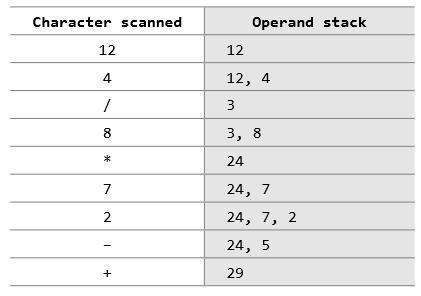 Character scanned Operand stack
12 12
4 12, 4
/ 3
8 3, 8
* 24
7 24, 7
2 24, 7, 2
– 24, 5
+ 29